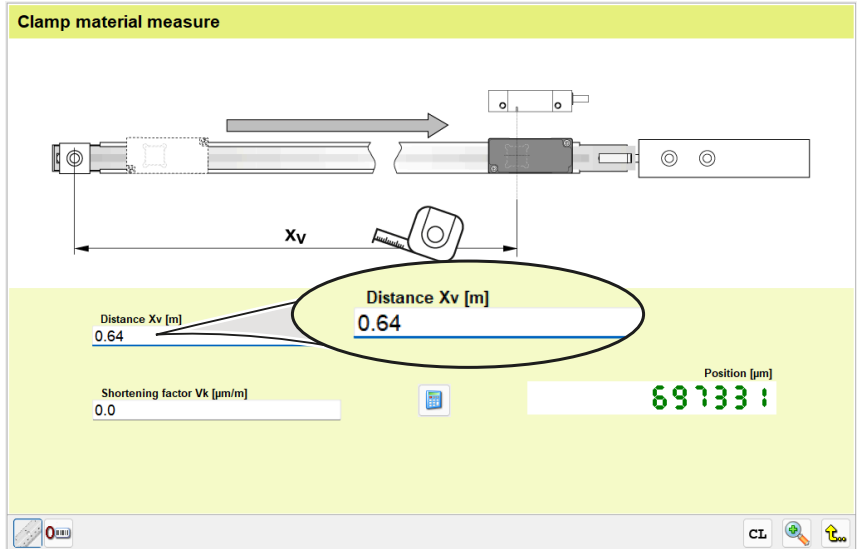 Clamp material measure
XV
Distance Xv [m]
0.64
Distance Xv [m]
0.64
Position [µm]
697331
Shortening factor Vk [µm/m]
0.0
0
CL